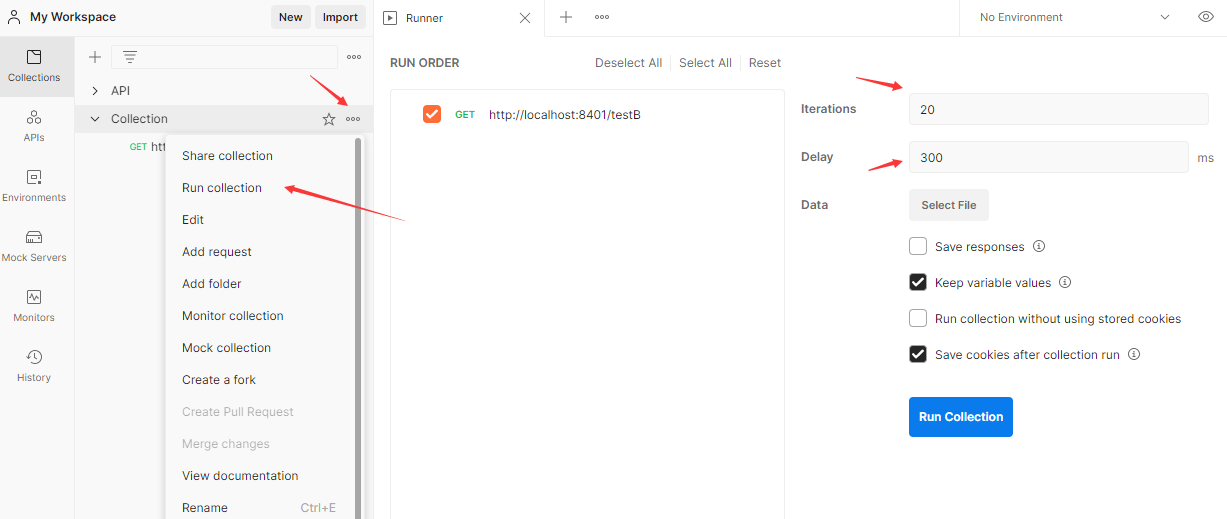 My Workspace
New
Import
Runner
No Environment
Collections
APIs
Environments
Mock Servers
Monitors
History
API
Collection
GET htt
Share collection
Run collection
Edit
Add request
Add folder
Monitor collection
Mock collection
Create a fork
Create Pull Request
Merge changes
View documentation
Rename Ctrl+E
RUN ORDER
Deselect All
Select All
Reset
GET http://localhost:8401/testB
Iterations 20
Delay 300 ms
Data Select File
Save responses
Keep variable values
Run collection without using stored cookies
Save cookies after collection run
Run Collection